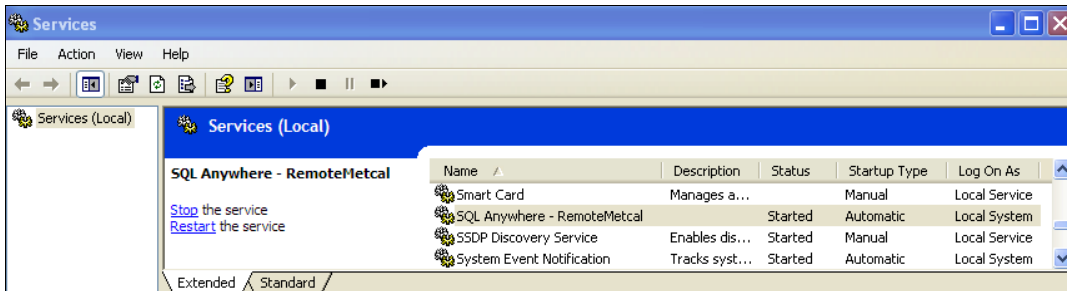 Services
File Action View Help
Services (Local)
Services (Local)
SQL Anywhere - RemoteMetcal
Stop the service
Restart the service
Name Description Status Startup Type Log On As
Smart Card Manages a... Manual Local Service
SQL Anywhere - RemoteMetcal Started Automatic Local System
SSDP Discovery Service Enables dis... Started Manual Local Service
System Event Notification Tracks syst... Started Automatic Local System
Extended Standard